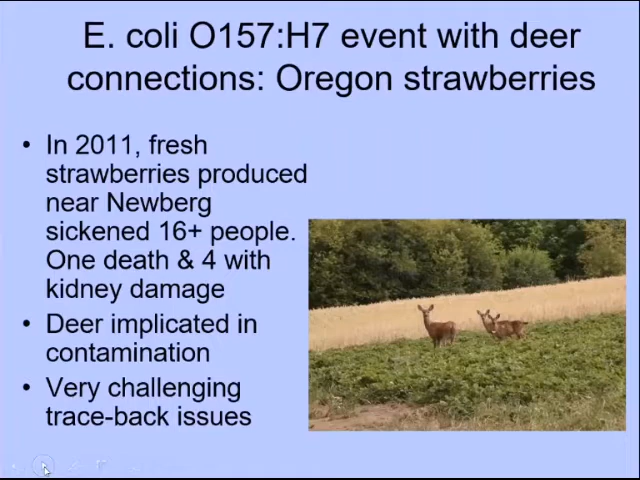 E. coli O157:H7 event with deer
connections: Oregon strawberries
• In 2011, fresh
strawberries produced
near Newberg
sickened 16+ people.
One death & 4 with
kidney damage
• Deer implicated in
contamination
• Very challenging
trace-back issues